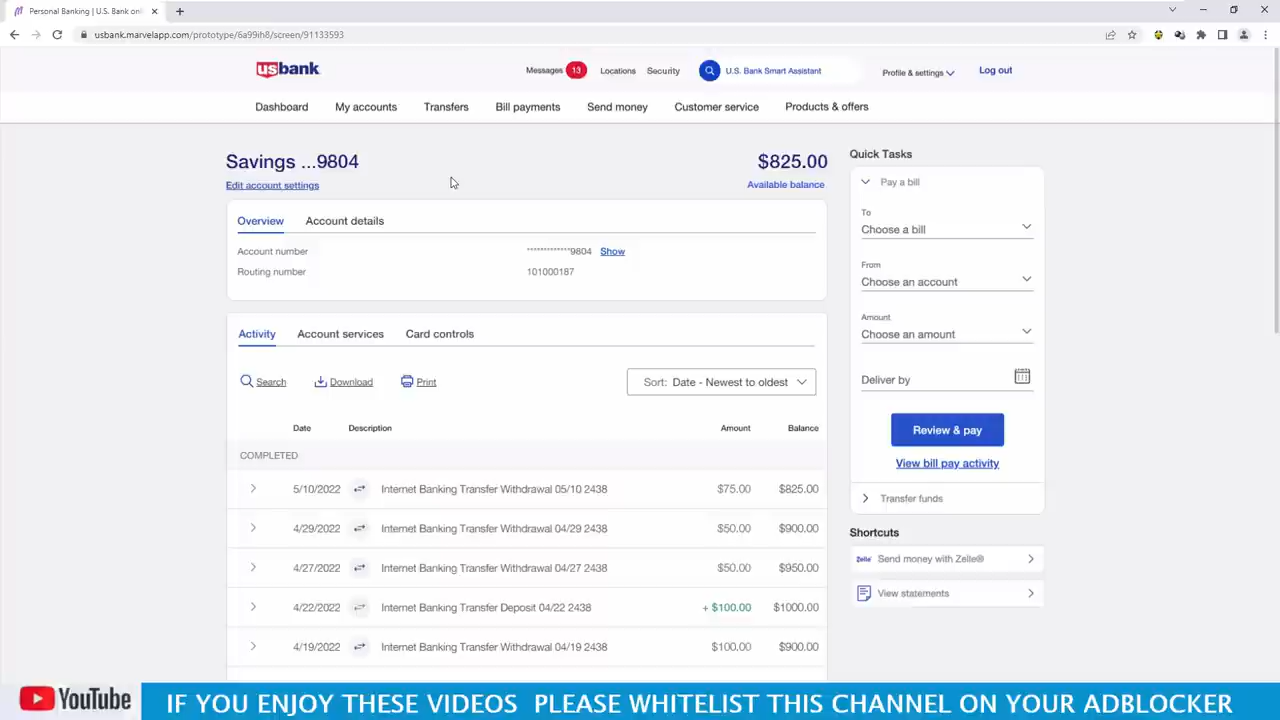 Personal Banking | U.S. Bank onl
usbank.marvelapp.com/prototype/6a99ih8/screen/91133593
usbank
Messages 13 Locations Security U.S. Bank Smart Assistant Profile & settings Log out
Dashboard My accounts Transfers Bill payments Send money Customer service Products & offers
Savings ...9804 $825.00
Edit account settings Available balance
Overview Account details
Account number ************9804 Show
Routing number 101000187
Activity Account services Card controls
Search Download Print Sort: Date - Newest to oldest
Date Description Amount Balance
COMPLETED
5/10/2022 Internet Banking Transfer Withdrawal 05/10 2438 $75.00 $825.00
4/29/2022 Internet Banking Transfer Withdrawal 04/29 2438 $50.00 $900.00
4/27/2022 Internet Banking Transfer Withdrawal 04/27 2438 $50.00 $950.00
4/22/2022 Internet Banking Transfer Deposit 04/22 2438 + $100.00 $1000.00
4/19/2022 Internet Banking Transfer Withdrawal 04/19 2438 $100.00 $900.00
Quick Tasks
Pay a bill
To
Choose a bill
From
Choose an account
Amount
Choose an amount
Deliver by
Review & pay
View bill pay activity
Transfer funds
Shortcuts
Zelle Send money with Zelle®
View statements
YouTube IF YOU ENJOY THESE VIDEOS PLEASE WHITELIST THIS CHANNEL ON YOUR ADBLOCKER